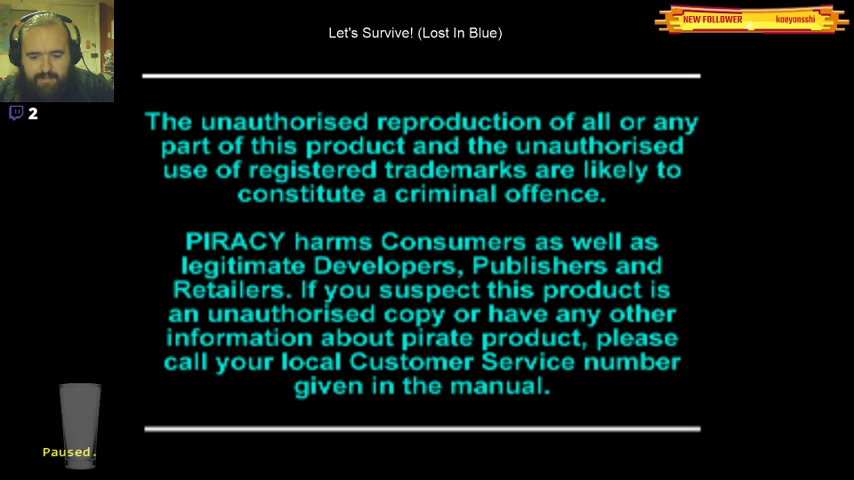 Let's Survive! (Lost In Blue)
NEW FOLLOWER kaeyonsshi
2
The unauthorised reproduction of all or any
part of this product and the unauthorised
use of registered trademarks are likely to
constitute a criminal offence.
PIRACY harms Consumers as well as
legitimate Developers, Publishers and
Retailers. If you suspect this product is
an unauthorised copy or have any other
information about pirate product, please
call your local Customer Service number
given in the manual.
Paused.